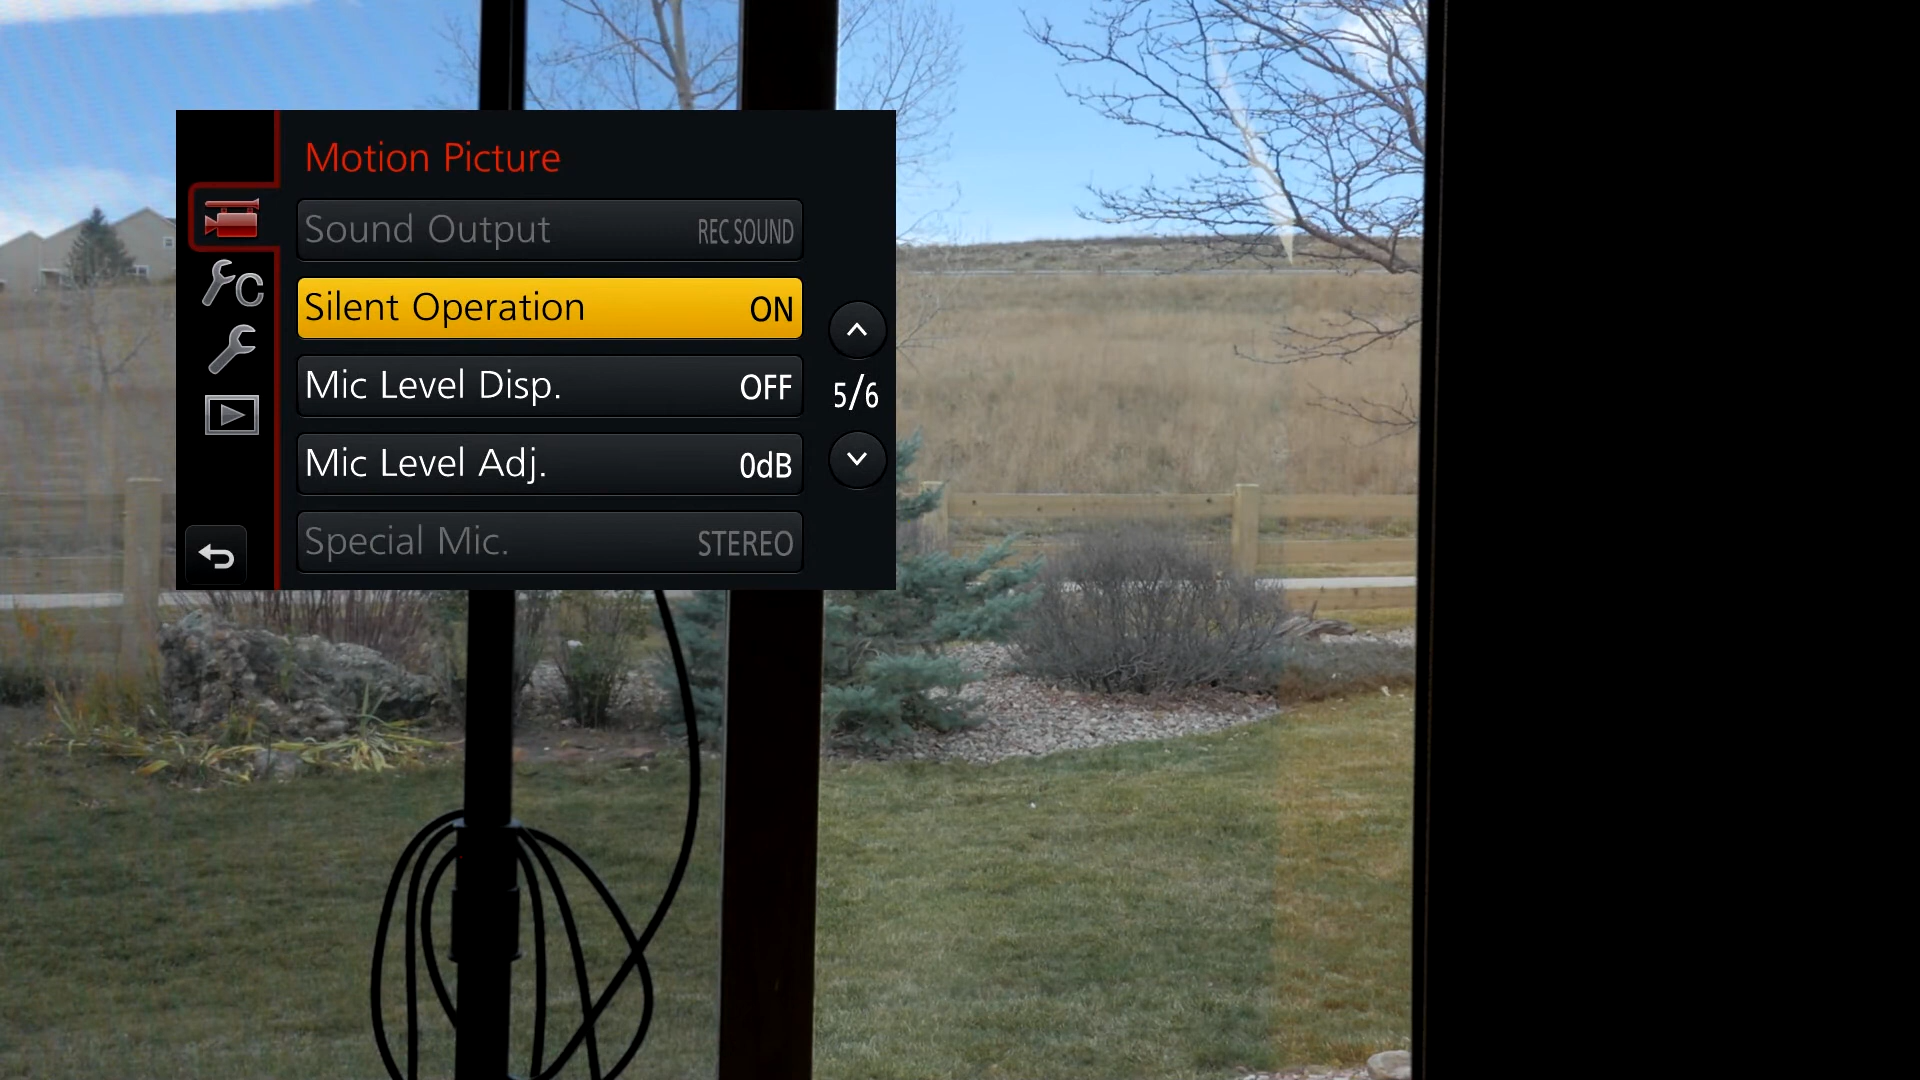 Motion Picture
Sound Output REC SOUND
Silent Operation ON
Mic Level Disp. OFF
5/6
Mic Level Adj. 0dB
Special Mic. STEREO
C